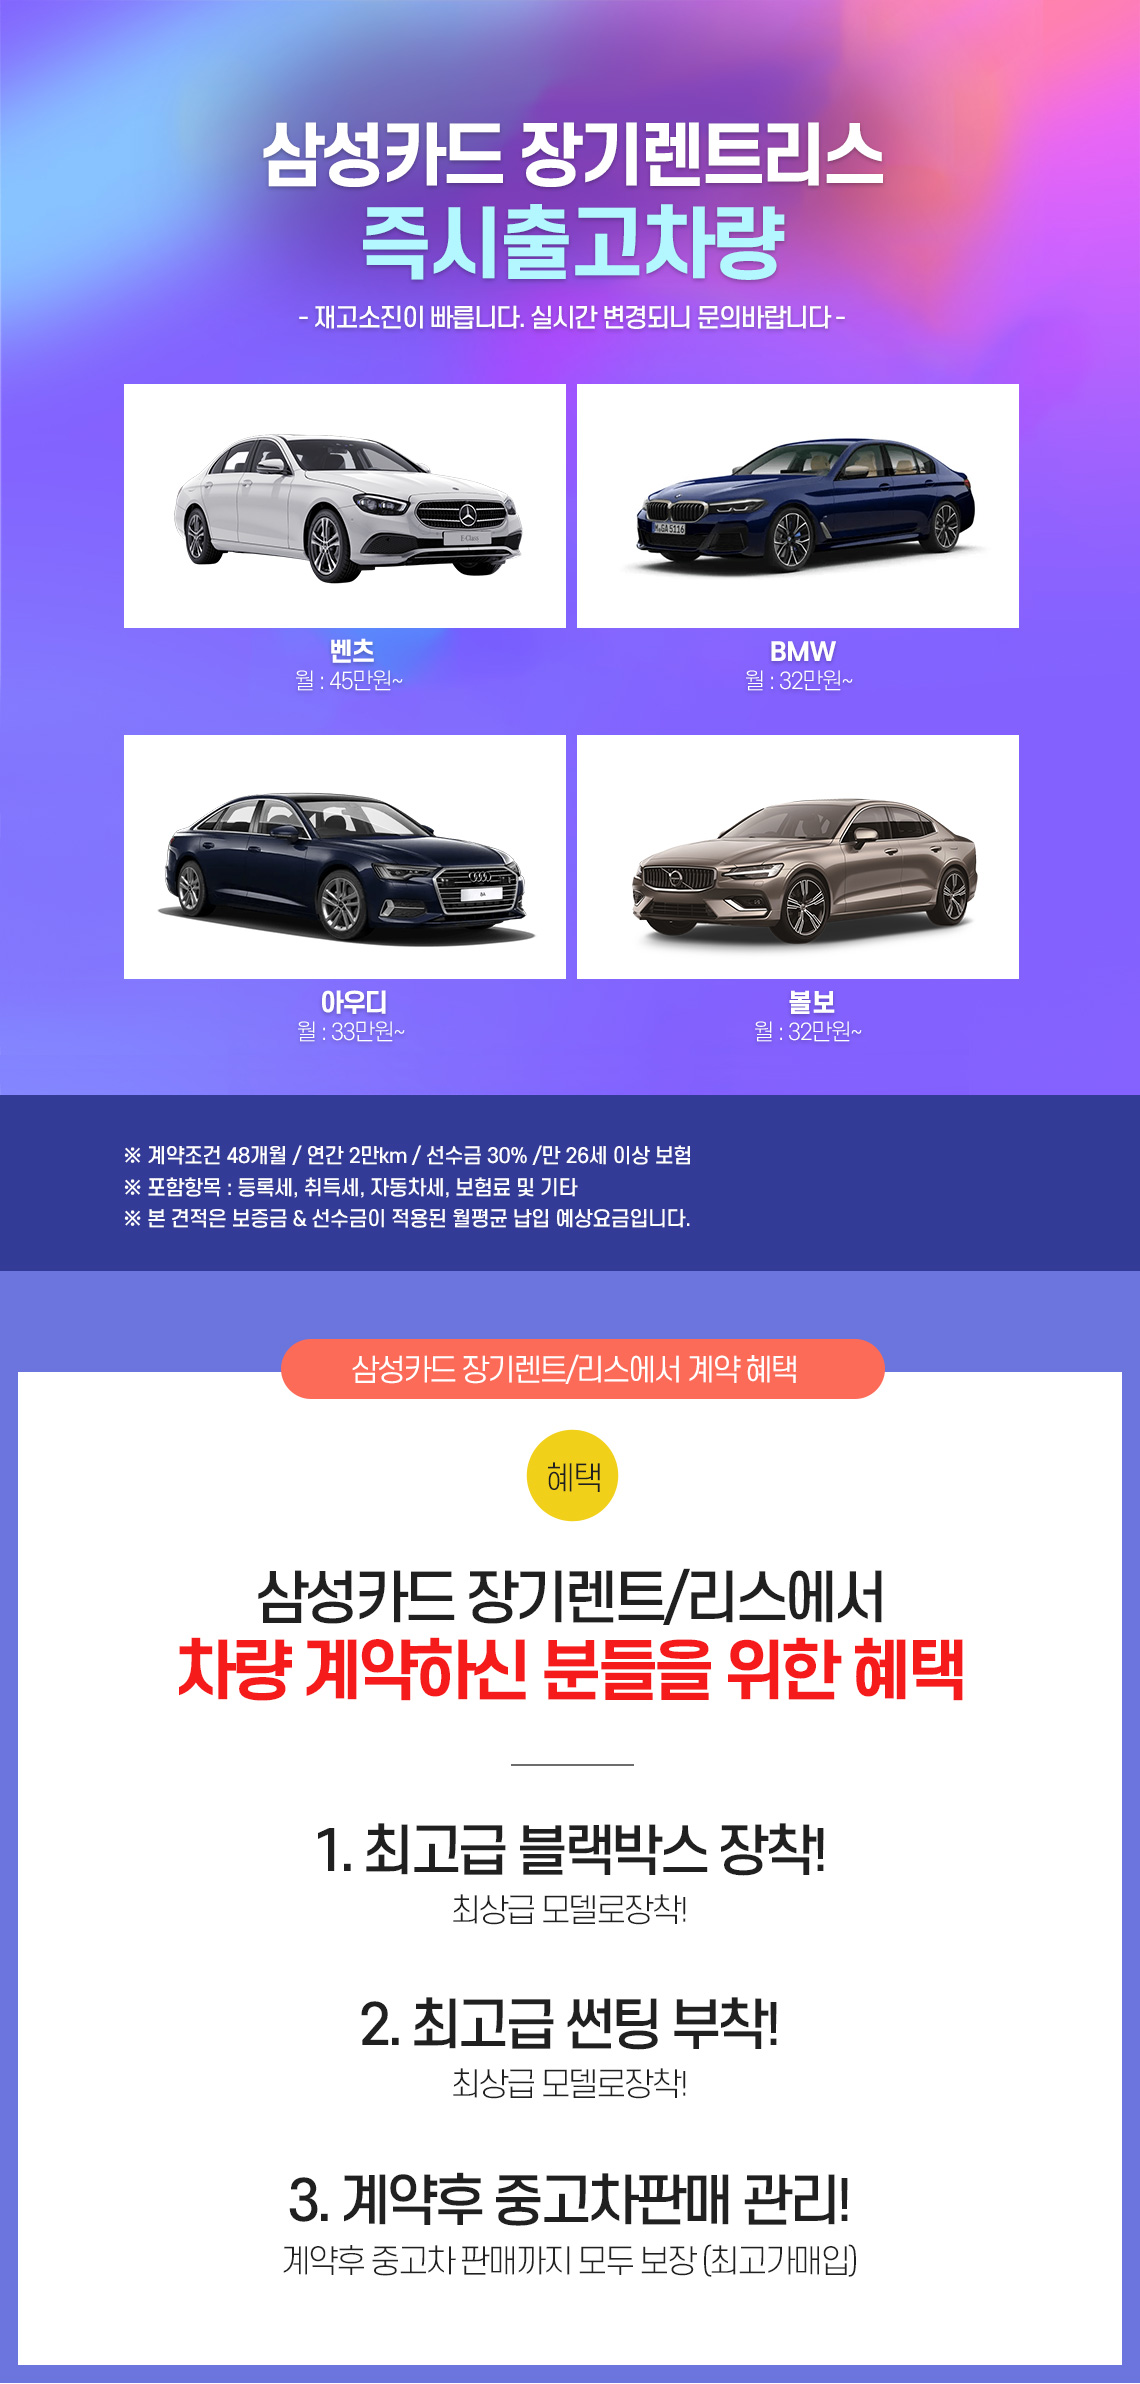 삼성카드 장기렌트리스
즉시출고차량
- 재고소진이 빠릅니다. 실시간 변경되니 문의바랍니다 -
E-Class
벤츠
월 : 45만원~
BMW
월 : 32만원~
아우디
월 : 33만원~
볼보
월 : 32만원~
※ 계약조건 48개월 / 연간 2만km / 선수금 30% /만 26세 이상 보험
※ 포함항목 : 등록세, 취득세, 자동차세, 보험료 및 기타
※ 본 견적은 보증금 & 선수금이 적용된 월평균 납입 예상요금입니다.
삼성카드 장기렌트/리스에서 계약 혜택
혜택
삼성카드 장기렌트/리스에서
차량 계약하신 분들을 위한 혜택
1. 최고급 블랙박스 장착!
최상급 모델로장착!
2. 최고급 썬팅 부착!
최상급 모델로장착!
3. 계약후 중고차판매 관리!
계약후 중고차 판매까지 모두 보장 (최고가매입)